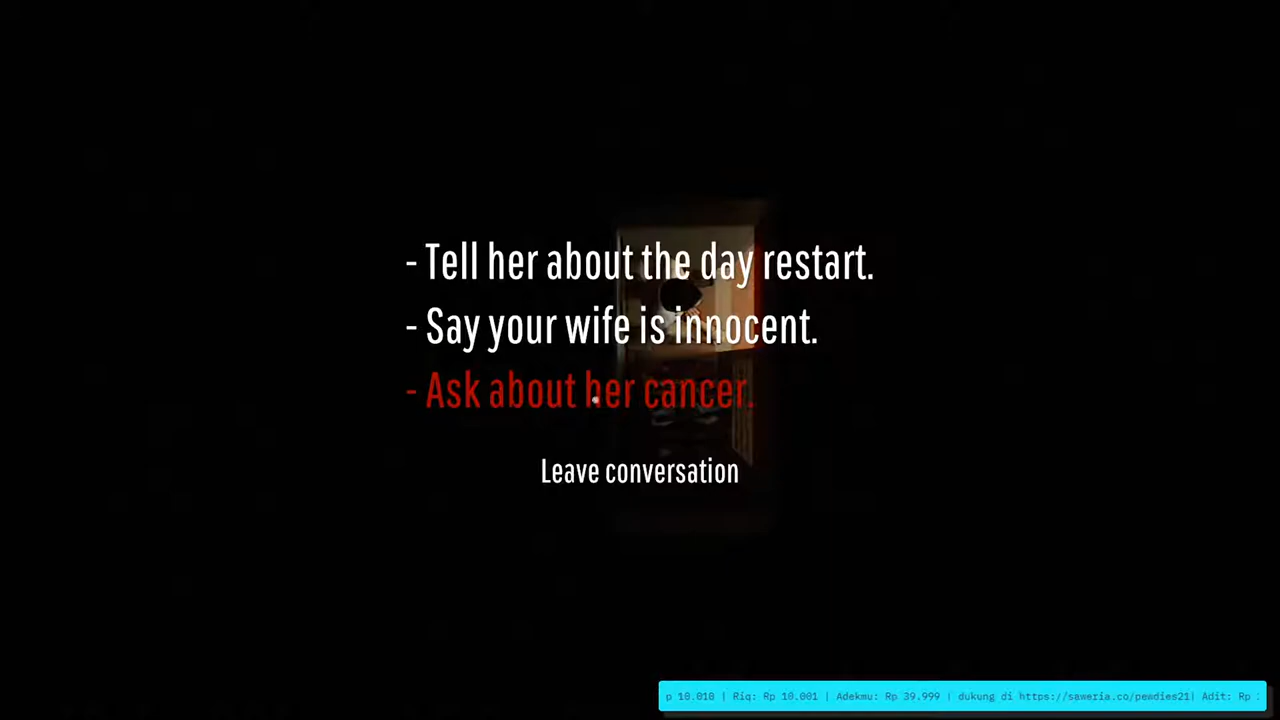 - Tell her about the day restart.
- Say your wife is innocent.
- Ask about her cancer.
Leave conversation
p 10.010 | Riq: Rp 10.001 | Adekmu: Rp 39.999 | dukung di https://saweria.co/pewdies21| Adit: Rp